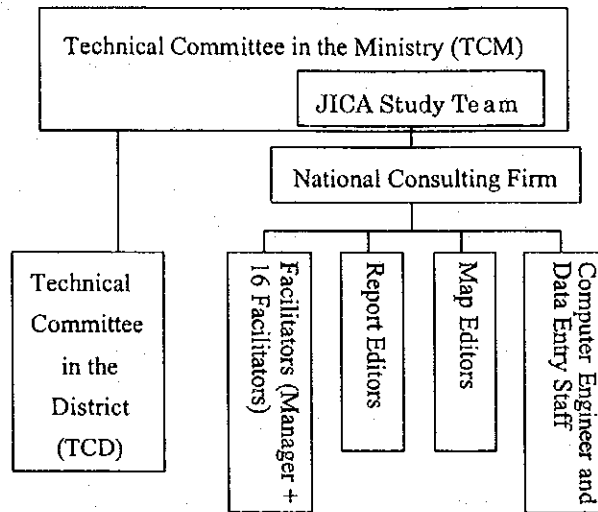 Technical Committee in the Ministry (TCM)
JICA Study Team
National Consulting Firm
Technical
Committee
in the
District
(TCD)
Facilitators (Manager +
16 Facilitators)
Report Editors
Map Editors
Computer Engineer and
Data Entry Staff